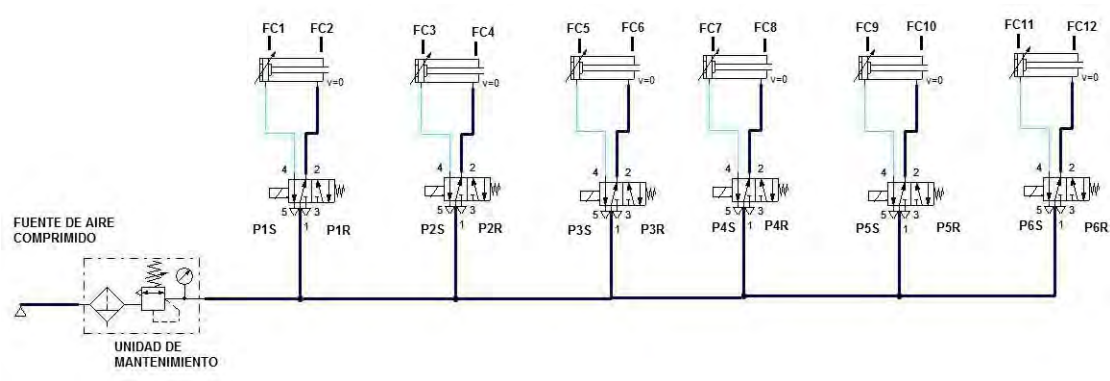 FC1 FC2 FC3 FC4 FC5 FC6 FC7 FC8 FC9 FC10 FC11 FC12
v=0 v=0 v=0 v=0 v=0 v=0
4 2 4 2 4 2 4 2 4 2 4 2
5 3 5 3 5 3 5 3 5 3 5 3
P1S 1 P1R P2S 1 P2R P3S 1 P3R P4S 1 P4R P5S 1 P5R P6S 1 P6R
FUENTE DE AIRE
COMPRIMIDO
UNIDAD DE
MANTENIMIENTO